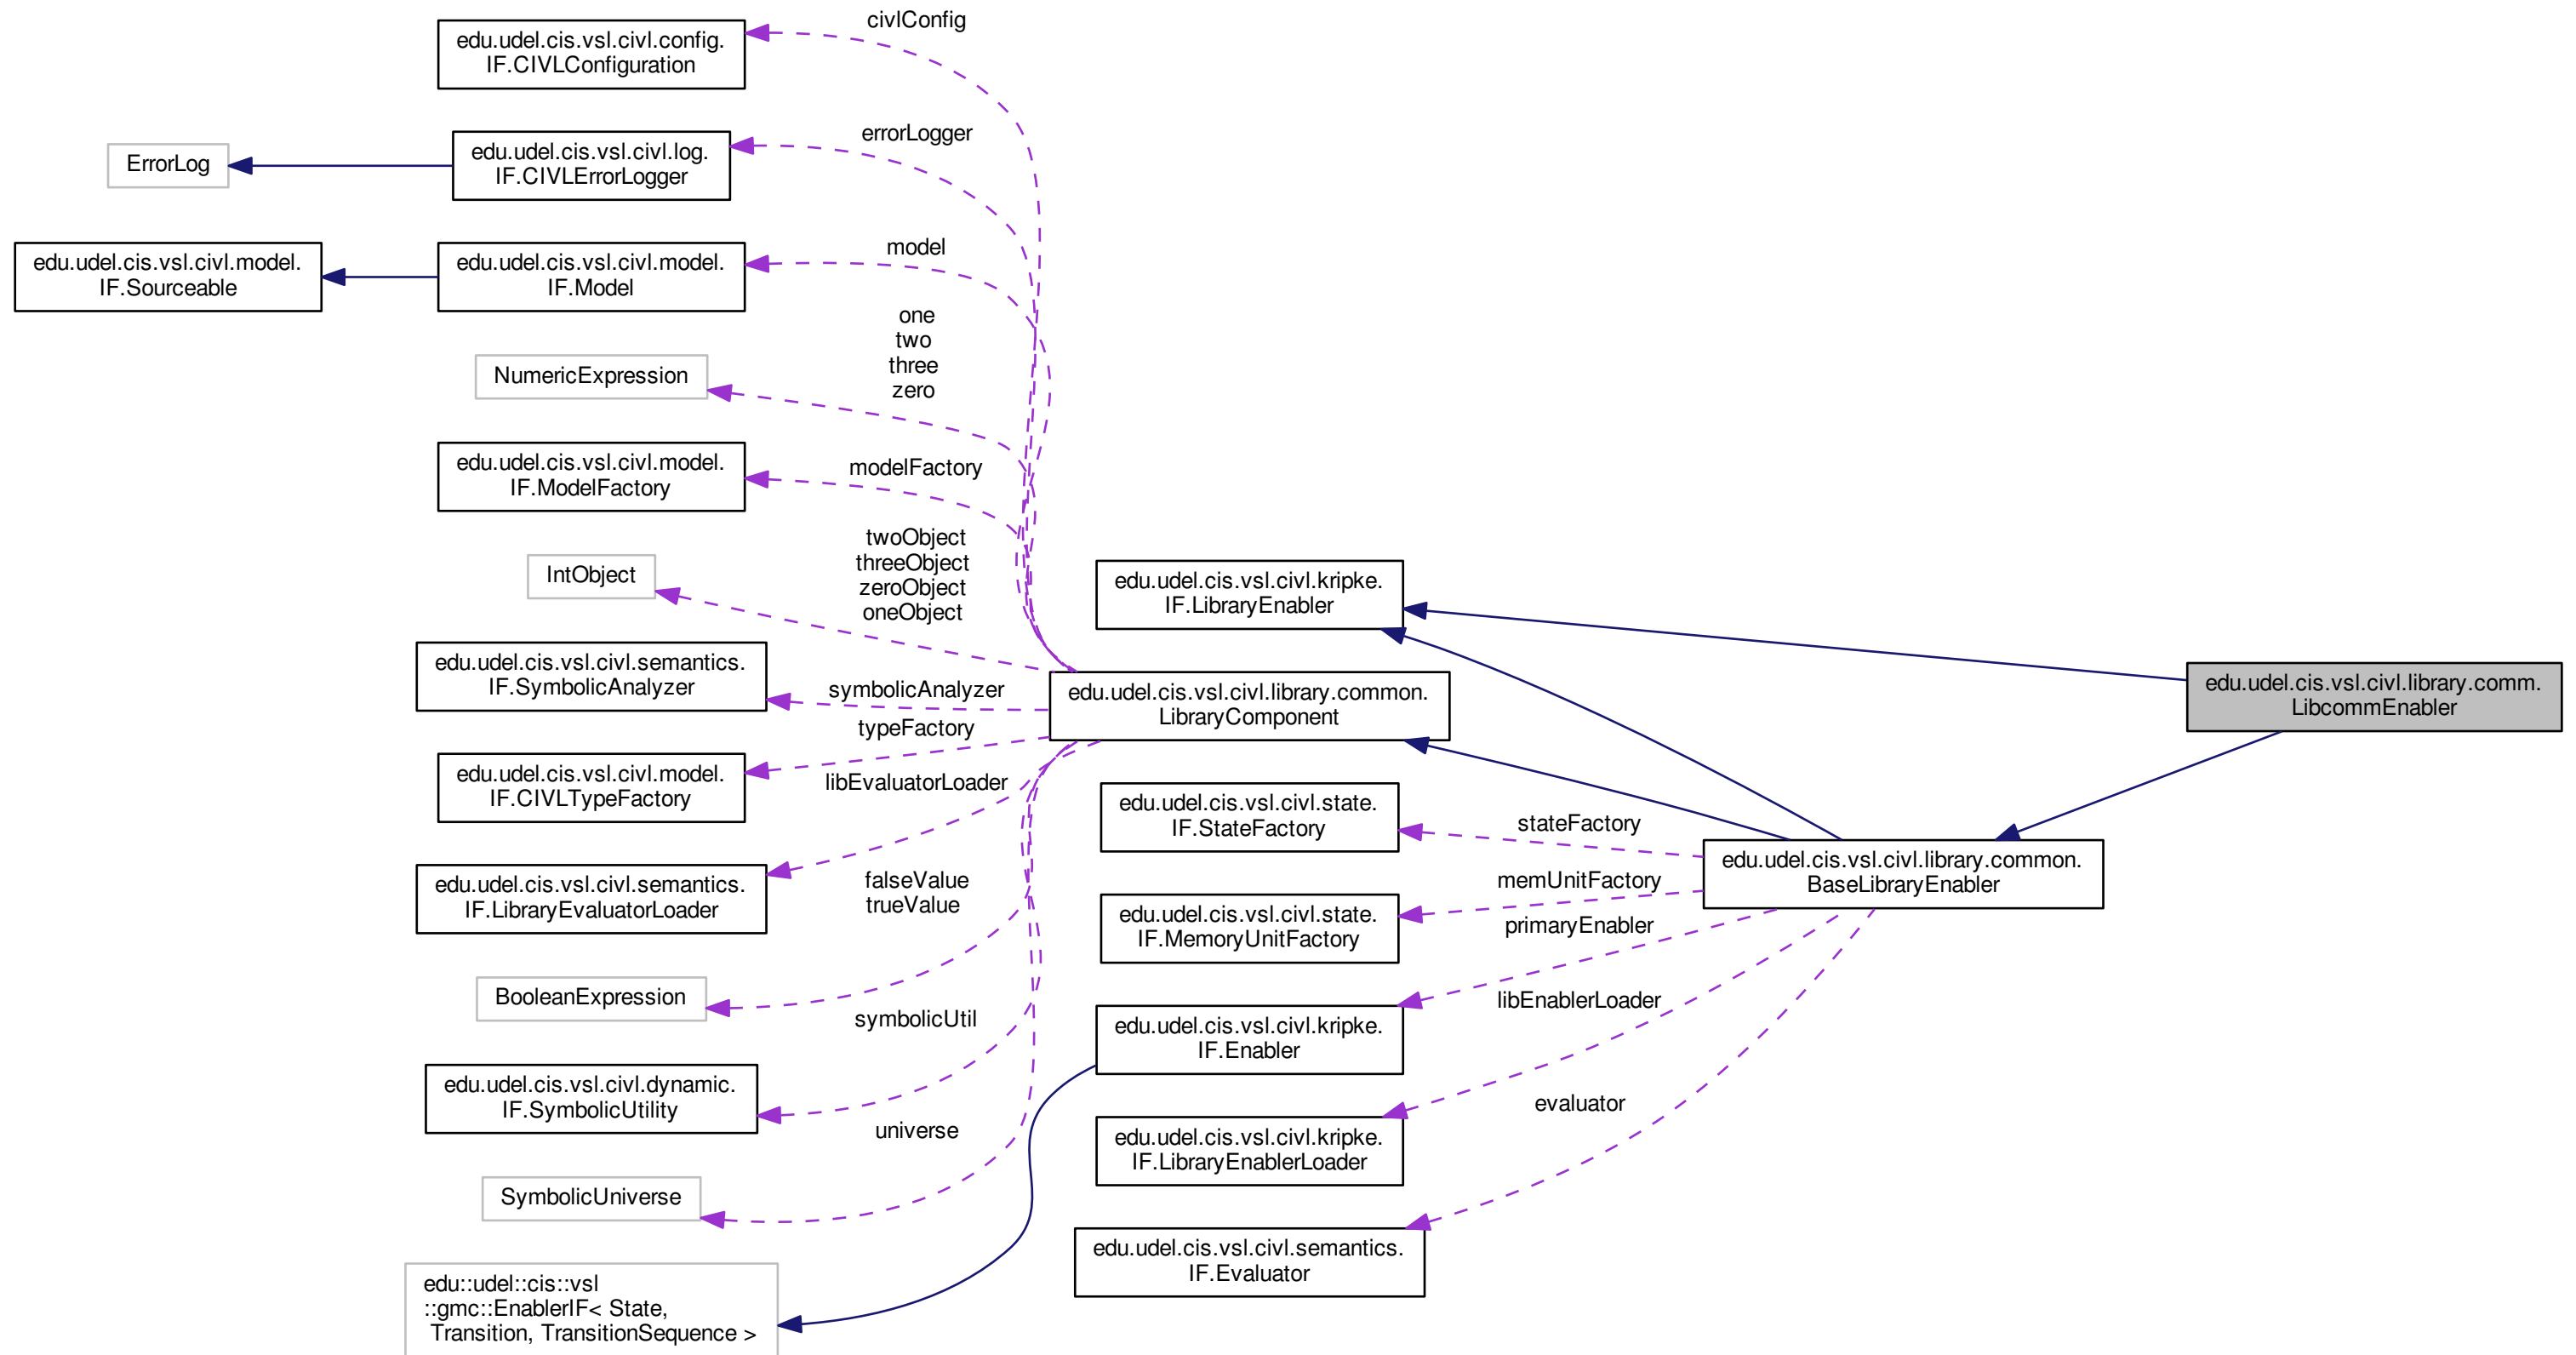 civlConfig
edu.udel.cis.vsl.civl.config.
IF.CIVLConfiguration
errorLogger
ErrorLog
edu.udel.cis.vsl.civl.log.
IF.CIVLErrorLogger
model
edu.udel.cis.vsl.civl.model.
IF.Sourceable
edu.udel.cis.vsl.civl.model.
IF.Model
one
two
three
zero
NumericExpression
modelFactory
edu.udel.cis.vsl.civl.model.
IF.ModelFactory
twoObject
threeObject
zeroObject
oneObject
IntObject
edu.udel.cis.vsl.civl.kripke.
IF.LibraryEnabler
edu.udel.cis.vsl.civl.semantics.
IF.SymbolicAnalyzer
symbolicAnalyzer
edu.udel.cis.vsl.civl.library.common.
LibraryComponent
edu.udel.cis.vsl.civl.library.comm.
LibcommEnabler
typeFactory
edu.udel.cis.vsl.civl.model.
IF.CIVLTypeFactory
libEvaluatorLoader
edu.udel.cis.vsl.civl.state.
IF.StateFactory
stateFactory
edu.udel.cis.vsl.civl.library.common.
BaseLibraryEnabler
edu.udel.cis.vsl.civl.semantics.
IF.LibraryEvaluatorLoader
falseValue
trueValue
memUnitFactory
edu.udel.cis.vsl.civl.state.
IF.MemoryUnitFactory
primaryEnabler
BooleanExpression
symbolicUtil
edu.udel.cis.vsl.civl.kripke.
IF.Enabler
libEnablerLoader
edu.udel.cis.vsl.civl.dynamic.
IF.SymbolicUtility
universe
edu.udel.cis.vsl.civl.kripke.
IF.LibraryEnablerLoader
evaluator
SymbolicUniverse
edu.udel.cis.vsl.civl.semantics.
IF.Evaluator
edu::udel::cis::vsl
::gmc::EnablerIF< State,
Transition, TransitionSequence >